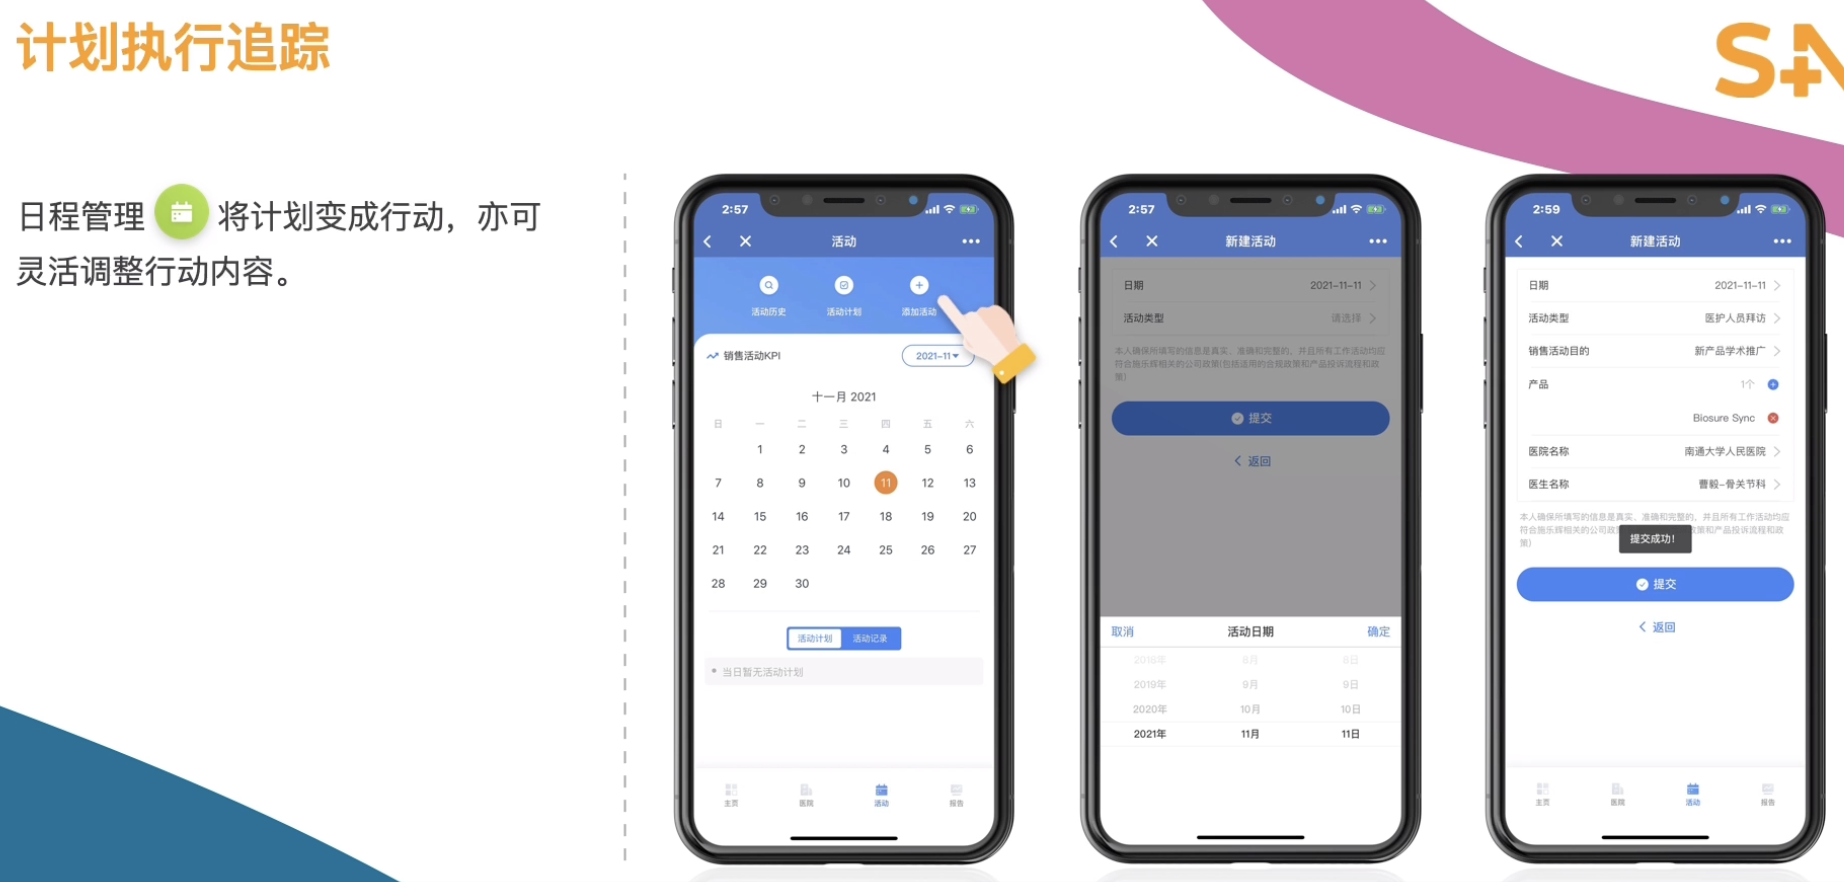 计划执行追踪
S+N
日程管理 将计划变成行动，亦可
灵活调整行动内容。
2:57
活动
活动历史 活动计划 添加活动
销售活动KPI 2021-11
十一月 2021
日 一 二 三 四 五 六
1 2 3 4 5 6
7 8 9 10 11 12 13
14 15 16 17 18 19 20
21 22 23 24 25 26 27
28 29 30
活动计划 活动记录
当日暂无活动计划
主页 医院 活动 报告
2:57
新建活动
日期 2021-11-11
活动类型 请选择
本人确保所填写的信息是真实、准确和完整的，并且所有工作活动均应
符合施乐辉相关的公司政策(包括适用的合规政策和产品投诉流程和政
策)
提交
返回
取消 活动日期 确定
2018年 8月 8日
2019年 9月 9日
2020年 10月 10日
2021年 11月 11日
2:59
新建活动
日期 2021-11-11
活动类型 医护人员拜访
销售活动目的 新产品学术推广
产品 1个
Biosure Sync
医院名称 南通大学人民医院
医生名称 曹毅-骨关节科
本人确保所填写的信息是真实、准确和完整的，并且所有工作活动均应
符合施乐辉相关的公司政 策和产品投诉流程和政
策)
提交成功!
提交
返回
主页 医院 活动 报告